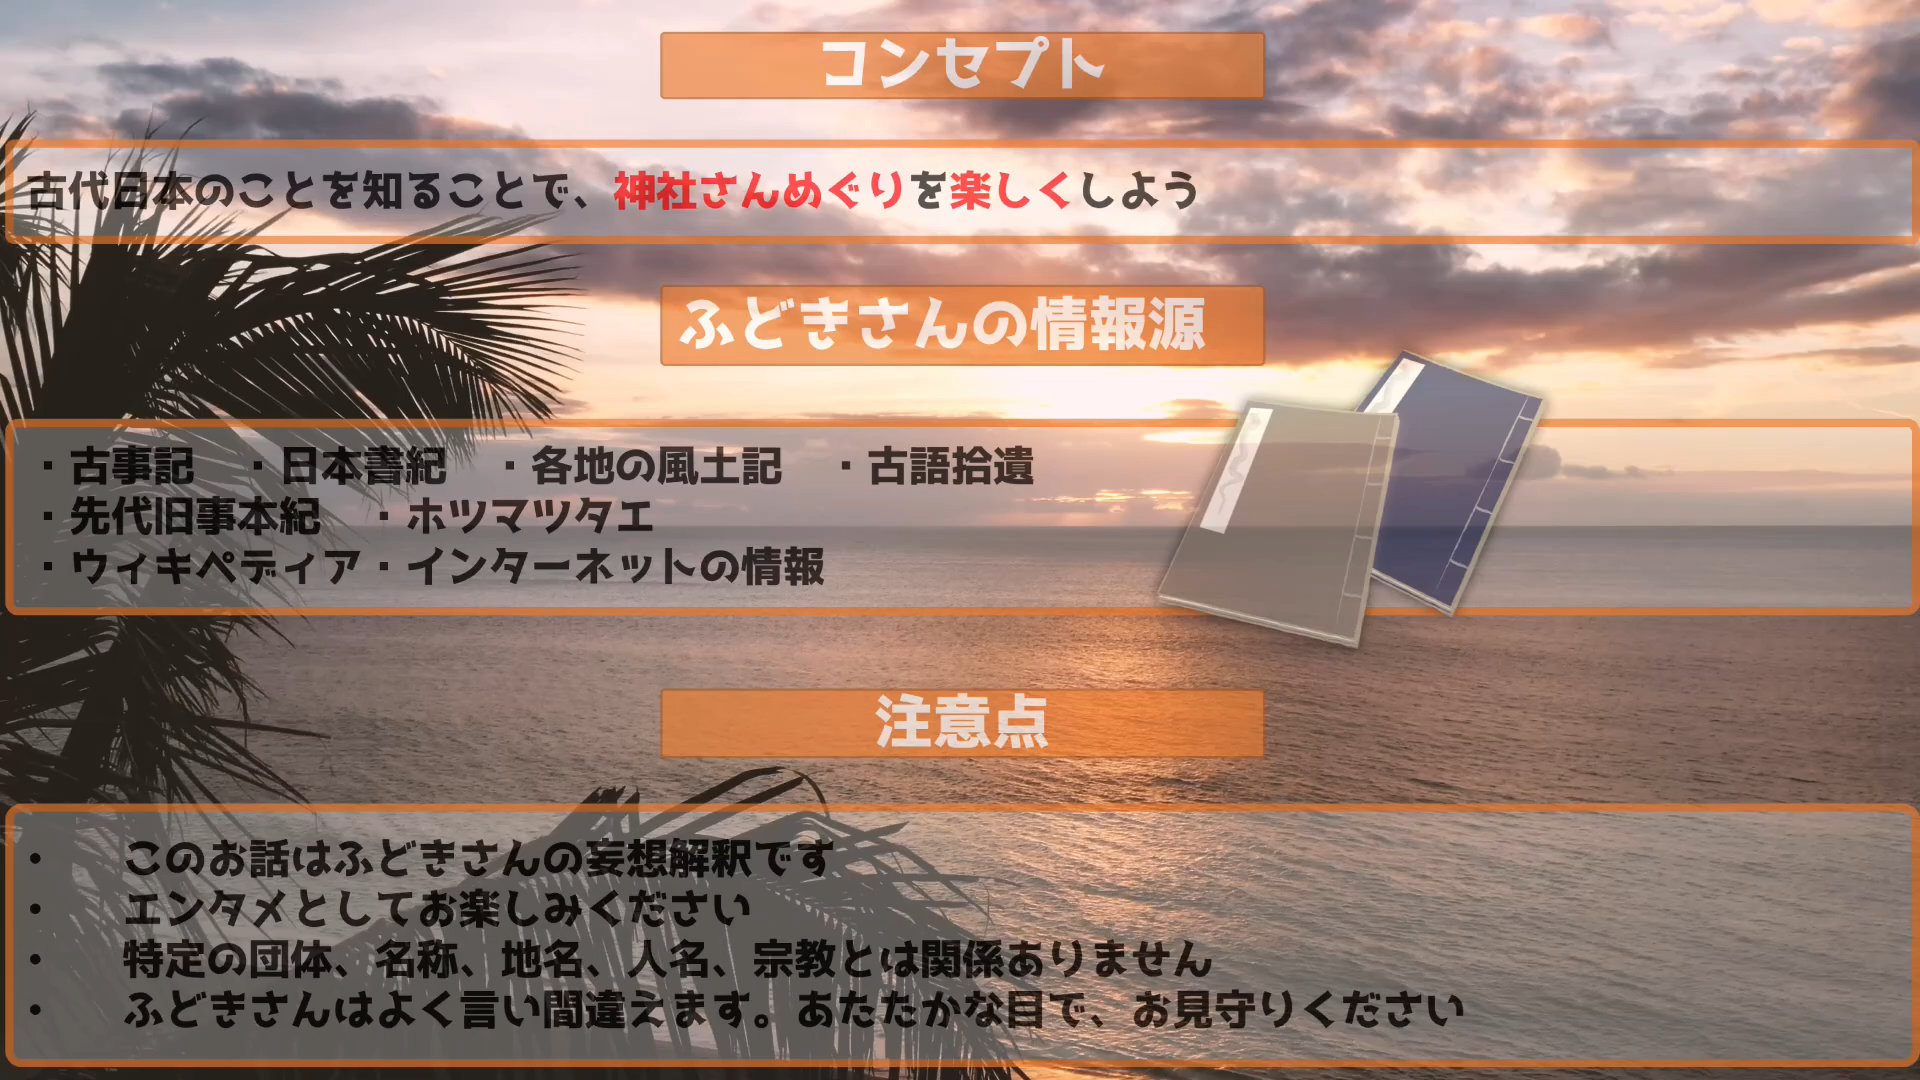 コンセプト
古代日本のことを知ることで、神社さんめぐりを楽しくしよう
ふどきさんの情報源
・古事記　・日本書紀　・各地の風土記　・古語拾遺
・先代旧事本紀　・ホツマツタエ
・ウィキペディア・インターネットの情報
注意点
• このお話はふどきさんの妄想解釈です
• エンタメとしてお楽しみください
• 特定の団体、名称、地名、人名、宗教とは関係ありません
• ふどきさんはよく言い間違えます。あたたかな目で、お見守りください